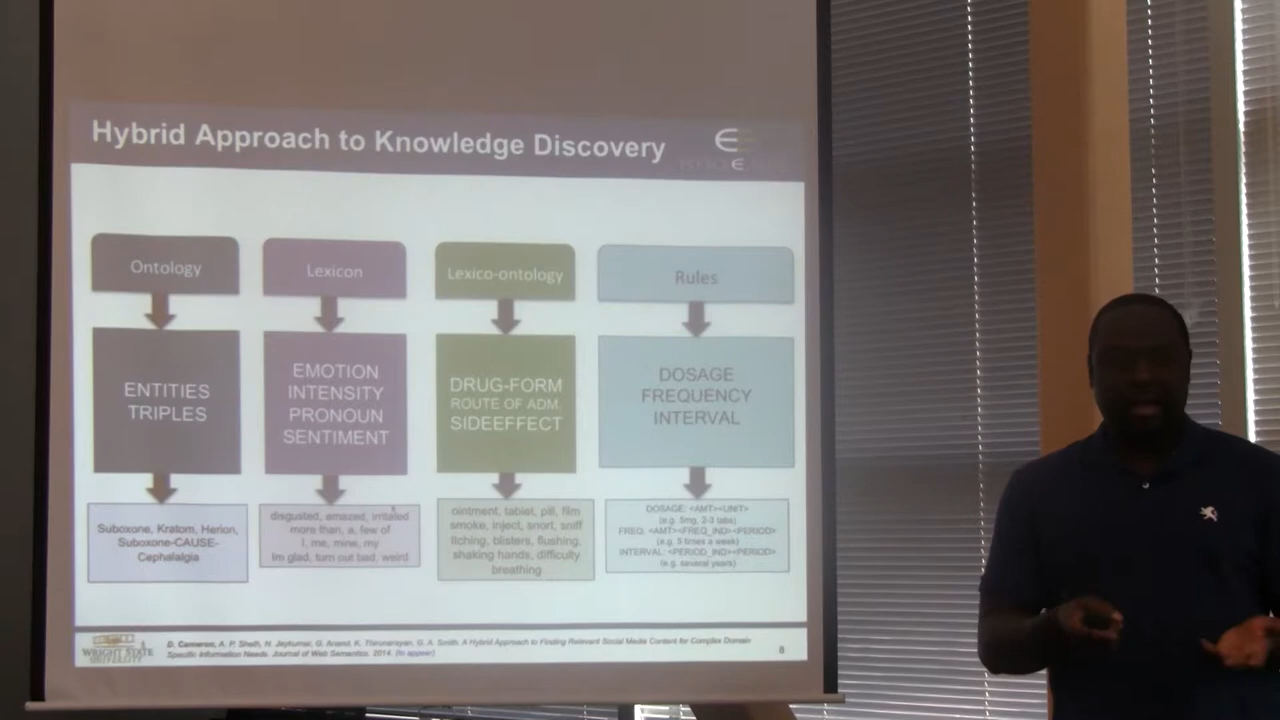 Hybrid Approach to Knowledge Discovery
Ontology
Lexicon
Lexico-ontology
Rules
ENTITIES
TRIPLES
EMOTION
INTENSITY
PRONOUN
SENTIMENT
DRUG-FORM
ROUTE OF ADM.
SIDEEFFECT
DOSAGE
FREQUENCY
INTERVAL
Suboxone, Kratom, Herion,
Suboxone-CAUSE-
Cephalalgia
disgusted, amazed, irritated
more than, a, few of
I, me, mine, my
Im glad, turn out bad, weird
ointment, tablet, pill, film
smoke, inject, snort, sniff
Itching, blisters, flushing,
shaking hands, difficulty
breathing
DOSAGE: <AMT><UNIT>
(e.g. 5mg, 2-3 tabs)
FREQ: <AMT><FREQ_IND><PERIOD>
(e.g. 5 times a week)
INTERVAL: <PERIOD_IND><PERIOD>
(e.g. several years)
WRIGHT STATE
UNIVERSITY
D. Cameron, A. P. Sheth, N. Jaykumar, G. Anand, K. Thirunarayan, G. A. Smith. A Hybrid Approach to Finding Relevant Social Media Content for Complex Domain
Specific Information Needs. Journal of Web Semantics. 2014. (to appear)
8